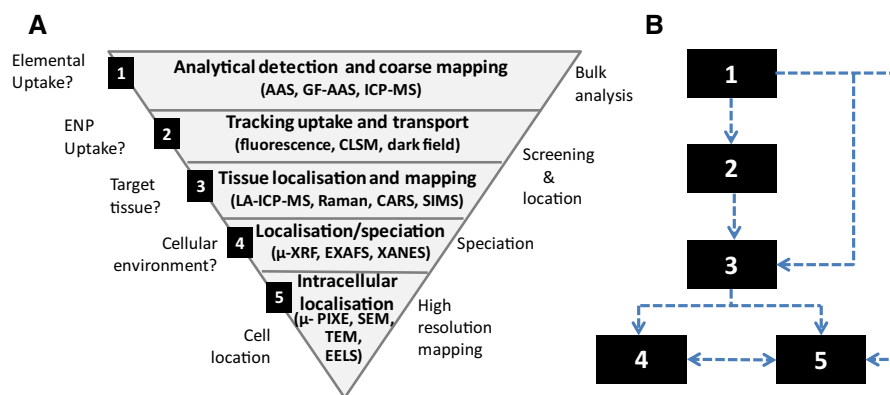 A
Elemental
Uptake?
1
Analytical detection and coarse mapping
(AAS, GF-AAS, ICP-MS)
Bulk
analysis
ENP
Uptake?
2
Tracking uptake and transport
(fluorescence, CLSM, dark field)
Screening
&
location
Target
tissue?
3
Tissue localisation and mapping
(LA-ICP-MS, Raman, CARS, SIMS)
Cellular
environment?
4
Localisation/speciation
(μ-XRF, EXAFS, XANES)
Speciation
Cell
location
5
Intracellular
localisation
(μ- PIXE, SEM,
TEM,
EELS)
High
resolution
mapping
B
1
2
3
4
5